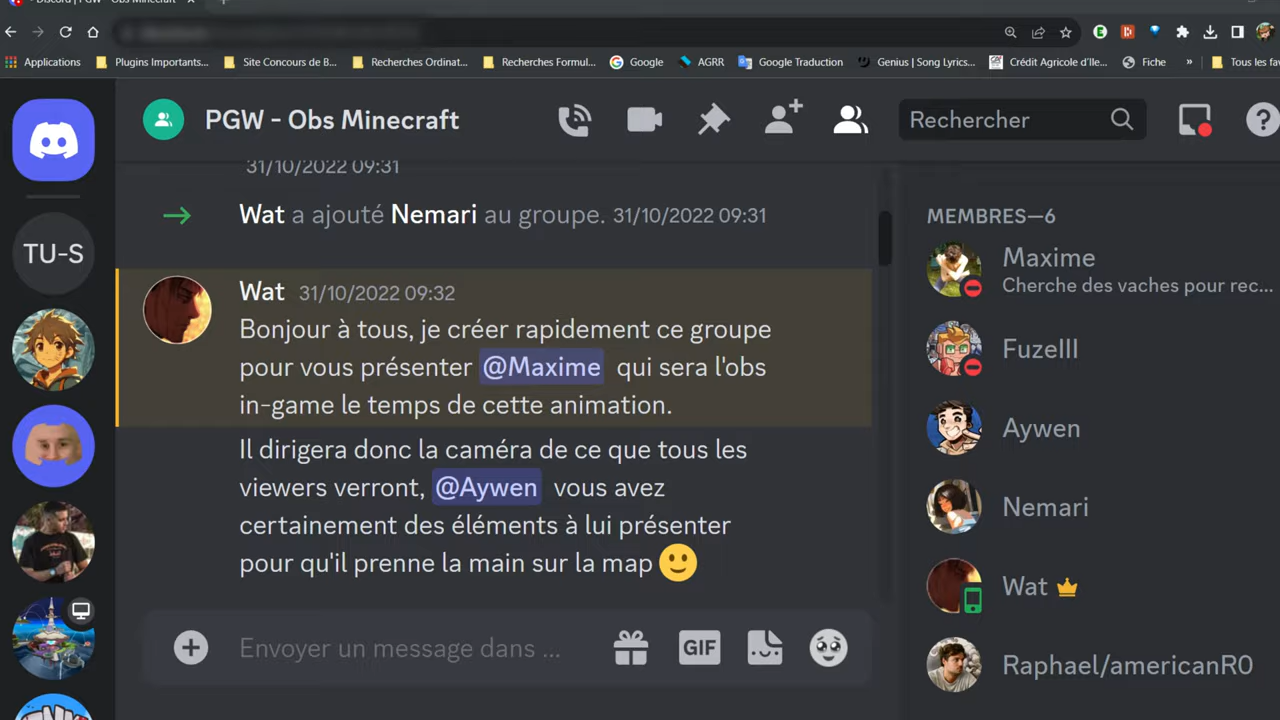 Discord | PGW - Obs Minecraft
Applications
Plugins Importants...
Site Concours de B...
Recherches Ordinat...
Recherches Formul...
Google
AGRR
Google Traduction
Genius | Song Lyrics...
Crédit Agricole d'Ile...
Fiche
»
Tous les fav
PGW - Obs Minecraft
Rechercher
31/10/2022 09:31
Wat a ajouté Nemari au groupe. 31/10/2022 09:31
Wat 31/10/2022 09:32
Bonjour à tous, je créer rapidement ce groupe
pour vous présenter @Maxime qui sera l'obs
in-game le temps de cette animation.
Il dirigera donc la caméra de ce que tous les
viewers verront, @Aywen vous avez
certainement des éléments à lui présenter
pour qu'il prenne la main sur la map
Envoyer un message dans ...
GIF
TU-S
MEMBRES—6
Maxime
Cherche des vaches pour rec...
Fuzelll
Aywen
Nemari
Wat
Raphael/americanR0